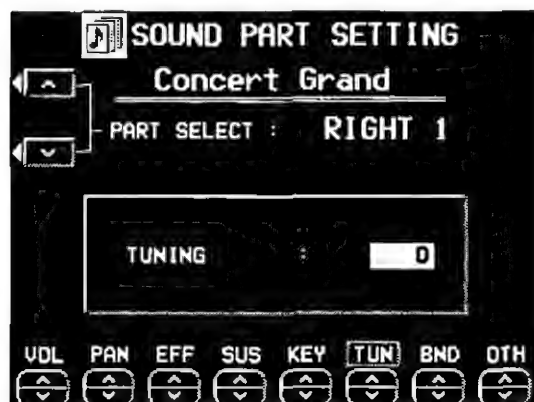 SOUND PART SETTING
Concert Grand
PART SELECT : RIGHT 1
TUNING : 0
VOL PAN EFF SUS KEY TUN BND OTH